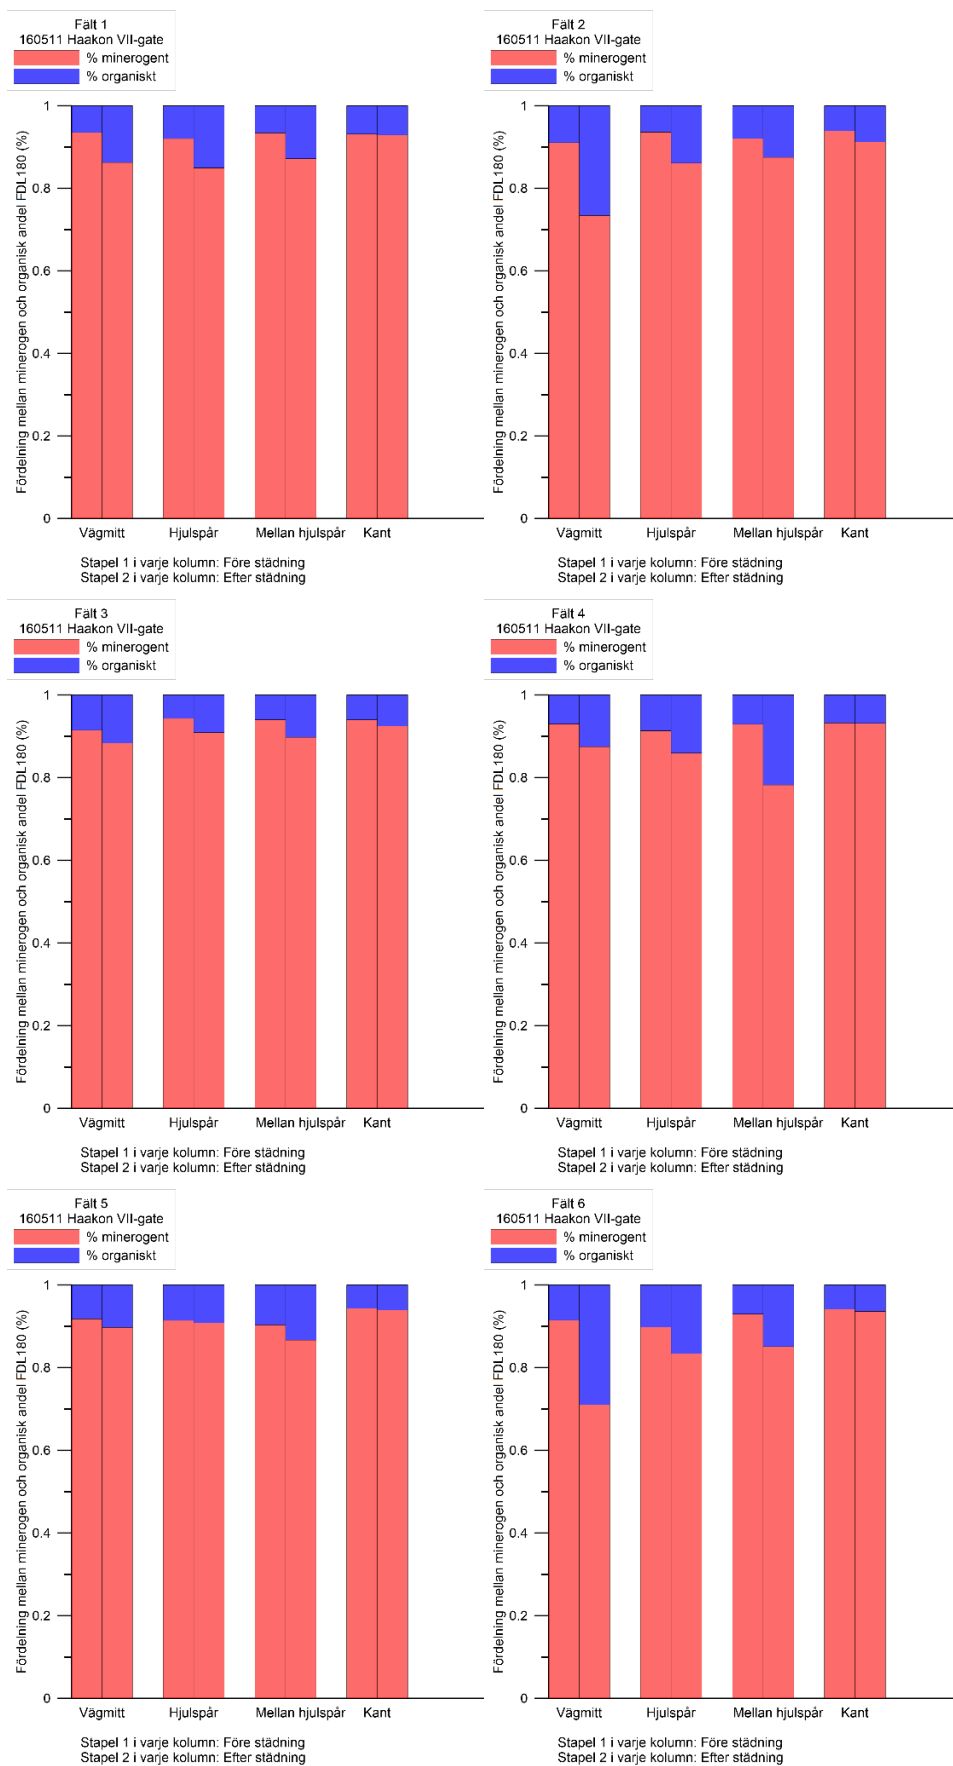 Fält 1
160511 Haakon VII-gate
% minerogent
% organiskt
Fördelning mellan minerogen och organisk andel FDL180 (%)
1
0.8
0.6
0.4
0.2
0
Vägmitt Hjulspår Mellan hjulspår Kant
Stapel 1 i varje kolumn: Före städning
Stapel 2 i varje kolumn: Efter städning
Fält 2
160511 Haakon VII-gate
% minerogent
% organiskt
Fördelning mellan minerogen och organisk andel FDL180 (%)
1
0.8
0.6
0.4
0.2
0
Vägmitt Hjulspår Mellan hjulspår Kant
Stapel 1 i varje kolumn: Före städning
Stapel 2 i varje kolumn: Efter städning
Fält 3
160511 Haakon VII-gate
% minerogent
% organiskt
Fördelning mellan minerogen och organisk andel FDL180 (%)
1
0.8
0.6
0.4
0.2
0
Vägmitt Hjulspår Mellan hjulspår Kant
Stapel 1 i varje kolumn: Före städning
Stapel 2 i varje kolumn: Efter städning
Fält 4
160511 Haakon VII-gate
% minerogent
% organiskt
Fördelning mellan minerogen och organisk andel FDL180 (%)
1
0.8
0.6
0.4
0.2
0
Vägmitt Hjulspår Mellan hjulspår Kant
Stapel 1 i varje kolumn: Före städning
Stapel 2 i varje kolumn: Efter städning
Fält 5
160511 Haakon VII-gate
% minerogent
% organiskt
Fördelning mellan minerogen och organisk andel FDL180 (%)
1
0.8
0.6
0.4
0.2
0
Vägmitt Hjulspår Mellan hjulspår Kant
Stapel 1 i varje kolumn: Före städning
Stapel 2 i varje kolumn: Efter städning
Fält 6
160511 Haakon VII-gate
% minerogent
% organiskt
Fördelning mellan minerogen och organisk andel FDL180 (%)
1
0.8
0.6
0.4
0.2
0
Vägmitt Hjulspår Mellan hjulspår Kant
Stapel 1 i varje kolumn: Före städning
Stapel 2 i varje kolumn: Efter städning